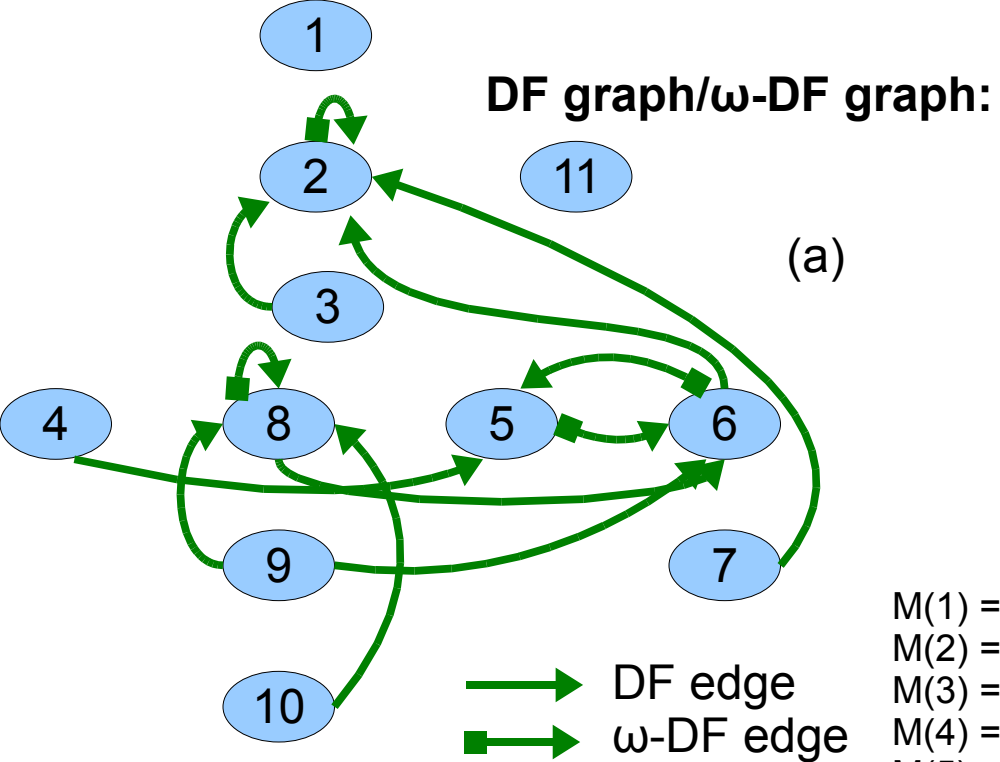 1
DF graph/ω-DF graph:
2
11
(a)
3
4
8
5
6
9
7
M(1) =
M(2) =
10
DF edge
M(3) =
ω-DF edge
M(4) =